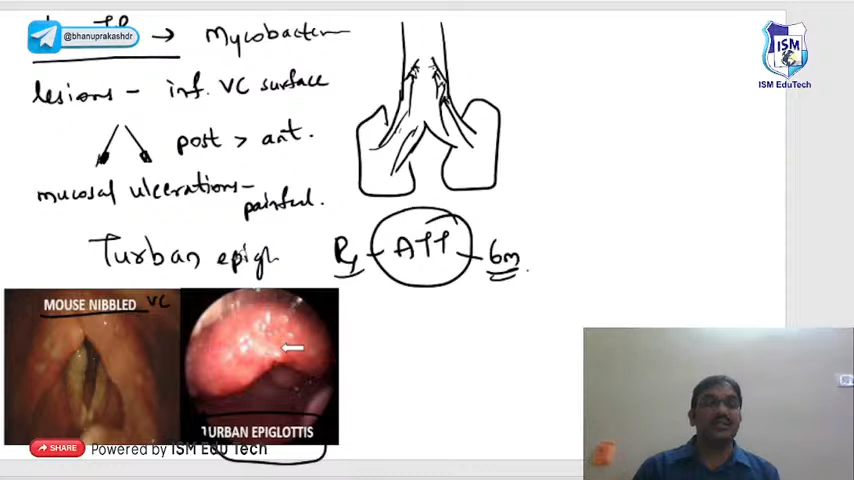 @bhanuprakashdr
→ Mycobacterium
lesions - inf. VC surface
post > ant.
mucosal ulcerations -
painful.
Turban epigl
Rx - ATT - 6m
MOUSE NIBBLED VC
TURBAN EPIGLOTTIS
SHARE
Powered by ISM EduTech
ISM
ISM EduTech